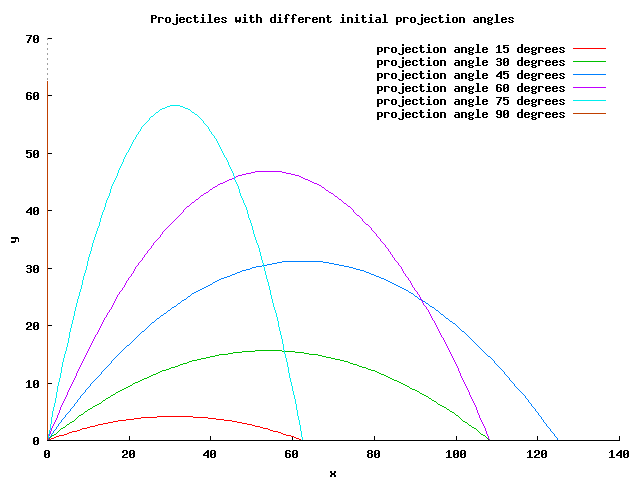 Projectiles with different initial projection angles
projection angle 15 degrees
projection angle 30 degrees
projection angle 45 degrees
projection angle 60 degrees
projection angle 75 degrees
projection angle 90 degrees
70
60
50
40
30
20
10
0
y
0 20 40 60 80 100 120 140
x